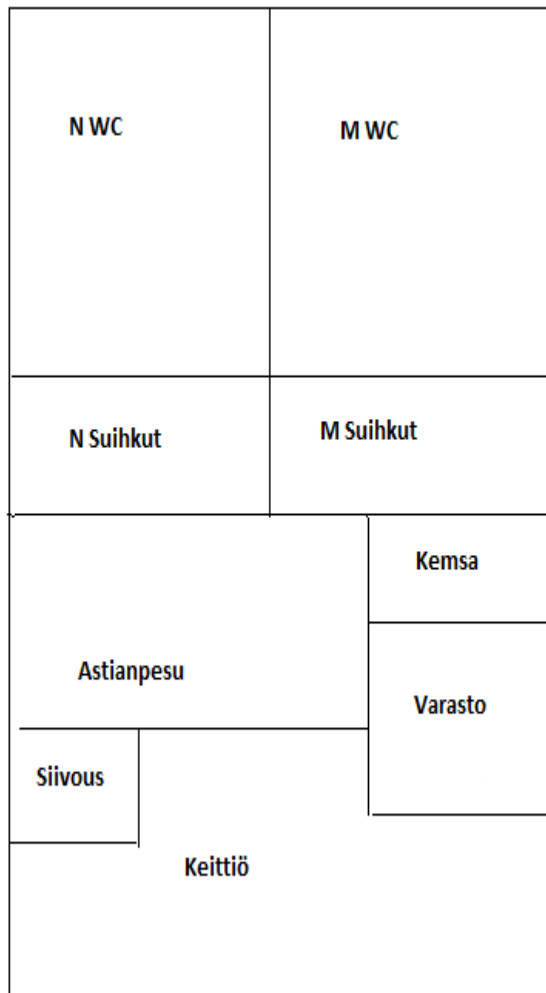 N WC
M WC
N Suihkut
M Suihkut
Kemsa
Astianpesu
Varasto
Siivous
Keittiö